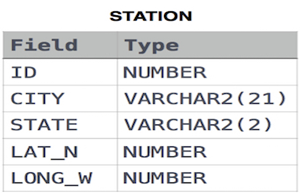 STATION
Field Type
ID NUMBER
CITY VARCHAR2(21)
STATE VARCHAR2(2)
LAT_N NUMBER
LONG_W NUMBER